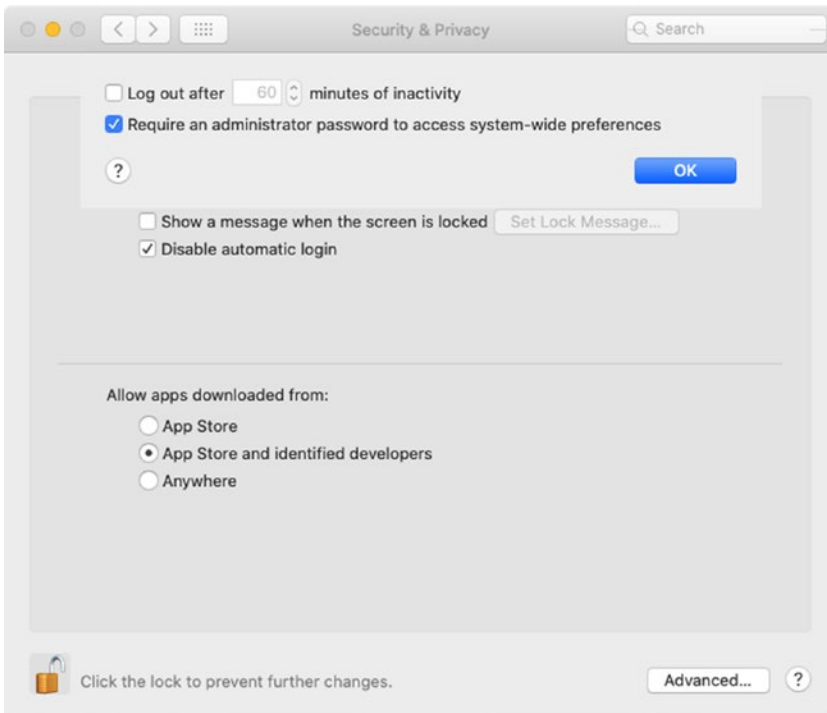 Security & Privacy
Search
Log out after 60 minutes of inactivity
Require an administrator password to access system-wide preferences
? OK
Show a message when the screen is locked Set Lock Message...
Disable automatic login
Allow apps downloaded from:
App Store
App Store and identified developers
Anywhere
Click the lock to prevent further changes. Advanced... ?